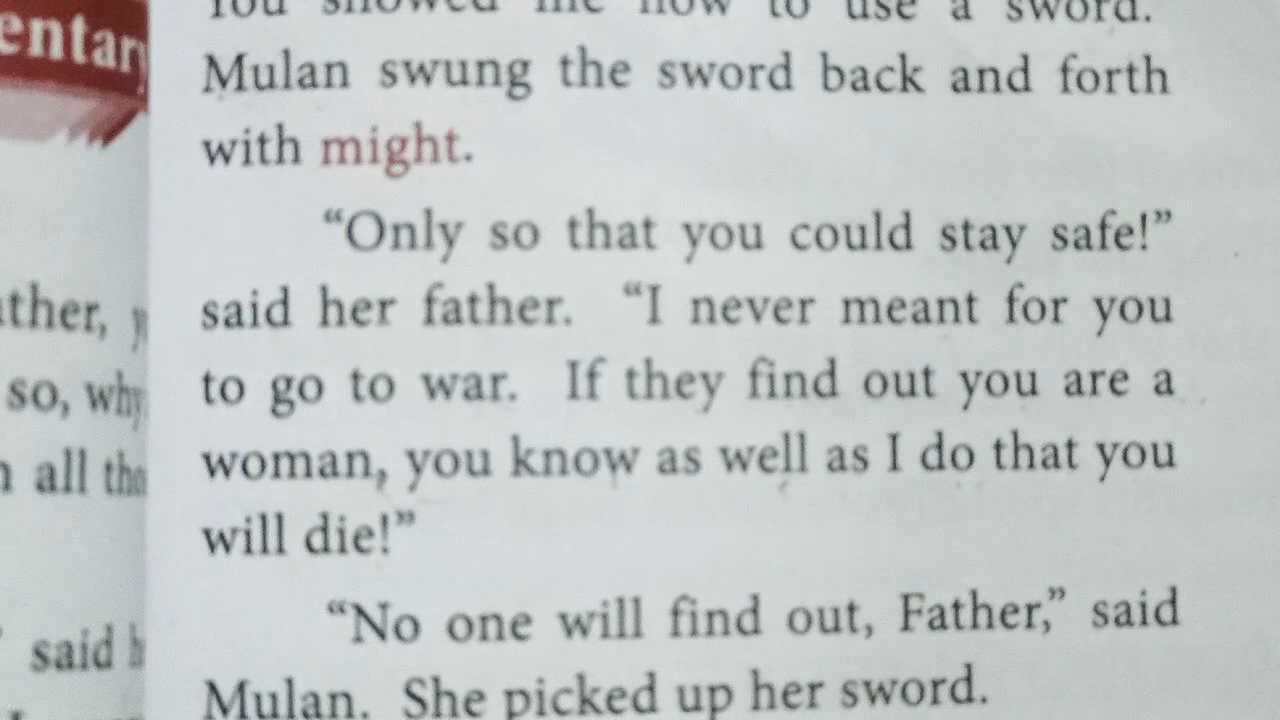 You showed me how to use a sword.
Mulan swung the sword back and forth
with might.
“Only so that you could stay safe!”
said her father. “I never meant for you
to go to war. If they find out you are a
woman, you know as well as I do that you
will die!”
“No one will find out, Father,” said
Mulan. She picked up her sword.
so, why
all
said